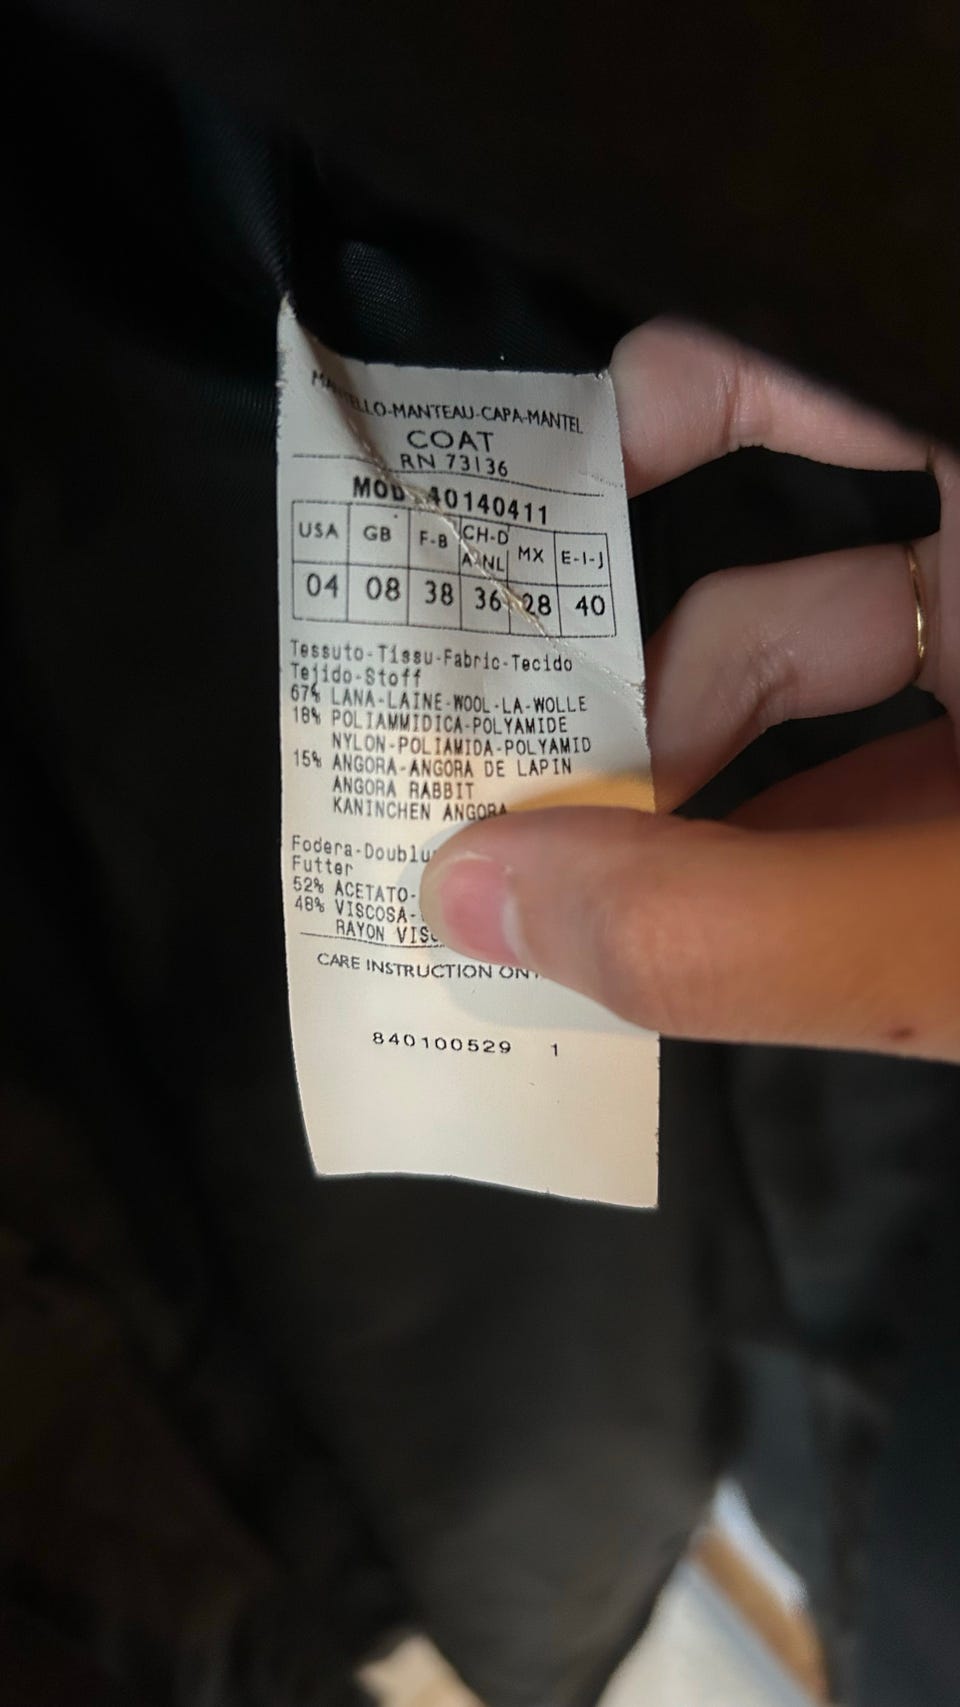 MANTELLO-MANTEAU-CAPA-MANTEL
COAT
RN 73136
MOD 40140411
USA GB F-B CH-D A-NL MX E-I-J
04 08 38 36 28 40
Tessuto-Tissu-Fabric-Tecido
Tejido-Stoff
67% LANA-LAINE-WOOL-LA-WOLLE
18% POLIAMMIDICA-POLYAMIDE
NYLON-POLIAMIDA-POLYAMID
15% ANGORA-ANGORA DE LAPIN
ANGORA RABBIT
KANINCHEN ANGORA
Fodera-
Futter
52% ACETATO-
48% VISCOSA-
RAYON
CARE INSTRUCTION
840100529 1